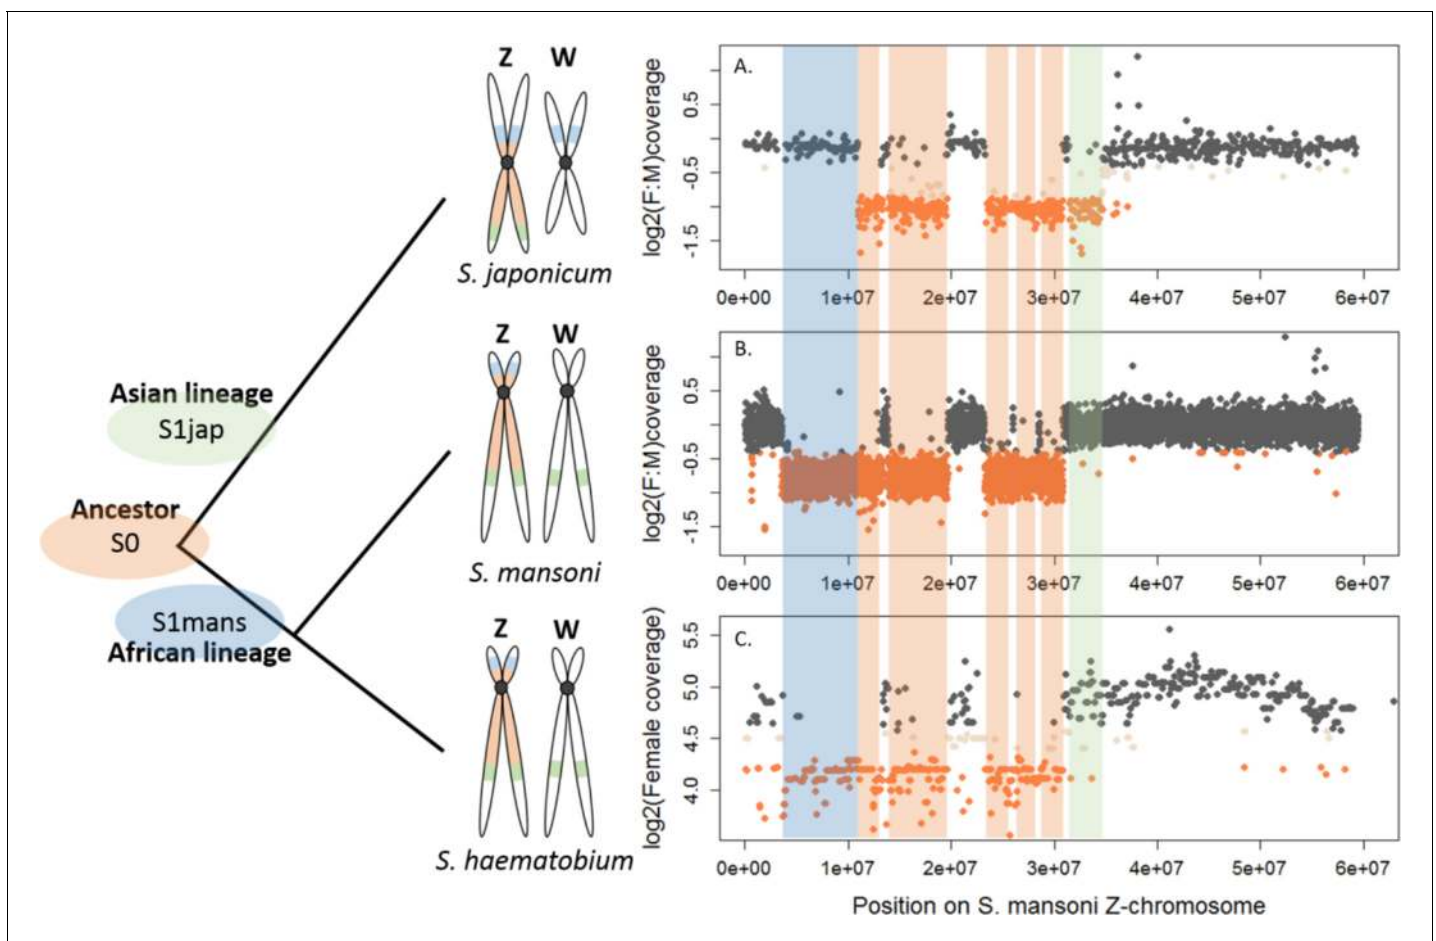 Z W
S. japonicum
Asian lineage
S1jap
Ancestor
S0
S1mans
African lineage
Z W
S. mansoni
Z W
S. haematobium
A.
log2(F:M)coverage
0.5
-0.5
-1.5
0e+00 1e+07 2e+07 3e+07 4e+07 5e+07 6e+07
B.
log2(F:M)coverage
0.5
-0.5
-1.5
0e+00 1e+07 2e+07 3e+07 4e+07 5e+07 6e+07
C.
log2(Female coverage)
5.5
5.0
4.5
4.0
0e+00 1e+07 2e+07 3e+07 4e+07 5e+07 6e+07
Position on S. mansoni Z-chromosome